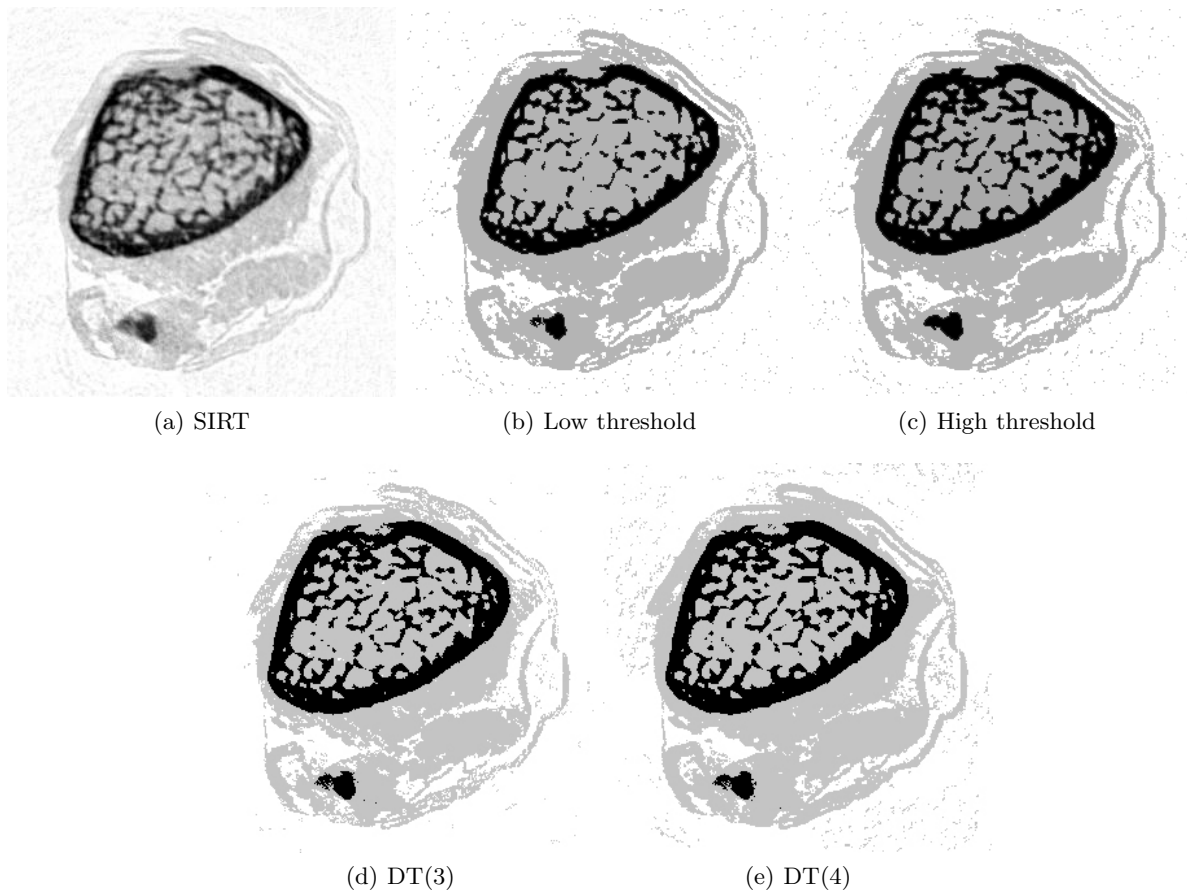 (a) SIRT
(b) Low threshold
(c) High threshold
(d) DT(3)
(e) DT(4)